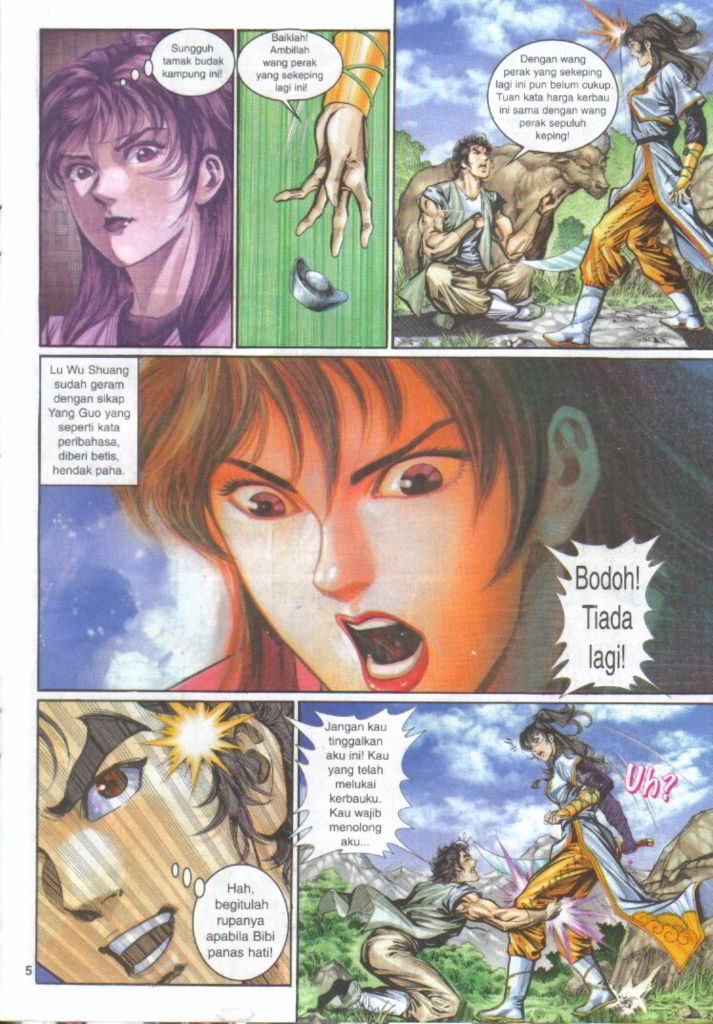 Sungguh
tamak budak
kampung ini!
Baiklah!
Ambillah
wang perak
yang sekeping
lagi ini!
Dengan wang
perak yang sekeping
lagi ini pun belum cukup.
Tuan kata harga kerbau
ini sama dengan wang
perak sepuluh
keping!
Lu Wu Shuang
sudah geram
dengan sikap
Yang Guo yang
seperti kata
peribahasa,
diberi betis,
hendak paha.
Bodoh!
Tiada
lagi!
Hah,
begitulah
rupanya
apabila Bibi
panas hati!
Jangan kau
tinggalkan
aku ini! Kau
yang telah
melukai
kerbauku.
Kau wajib
menolong
aku...
Uh?
5